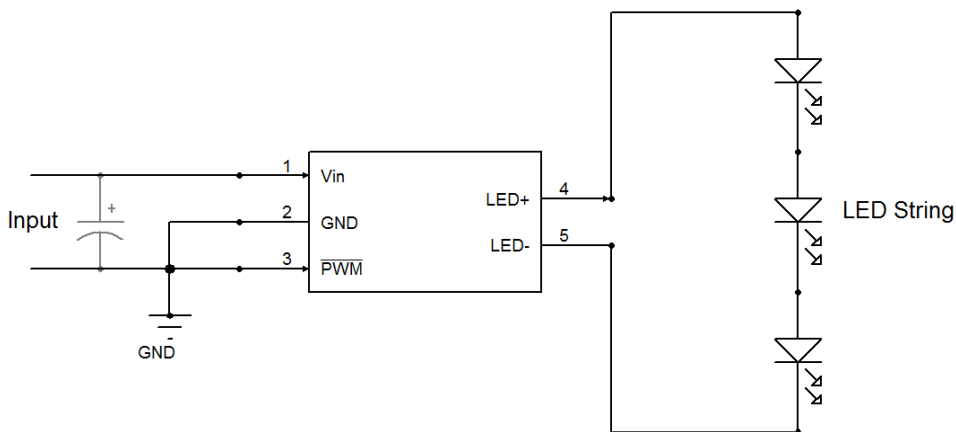 Input
+
GND
1
2
3
Vin
GND
PWM
LED+
LED-
4
5
LED String